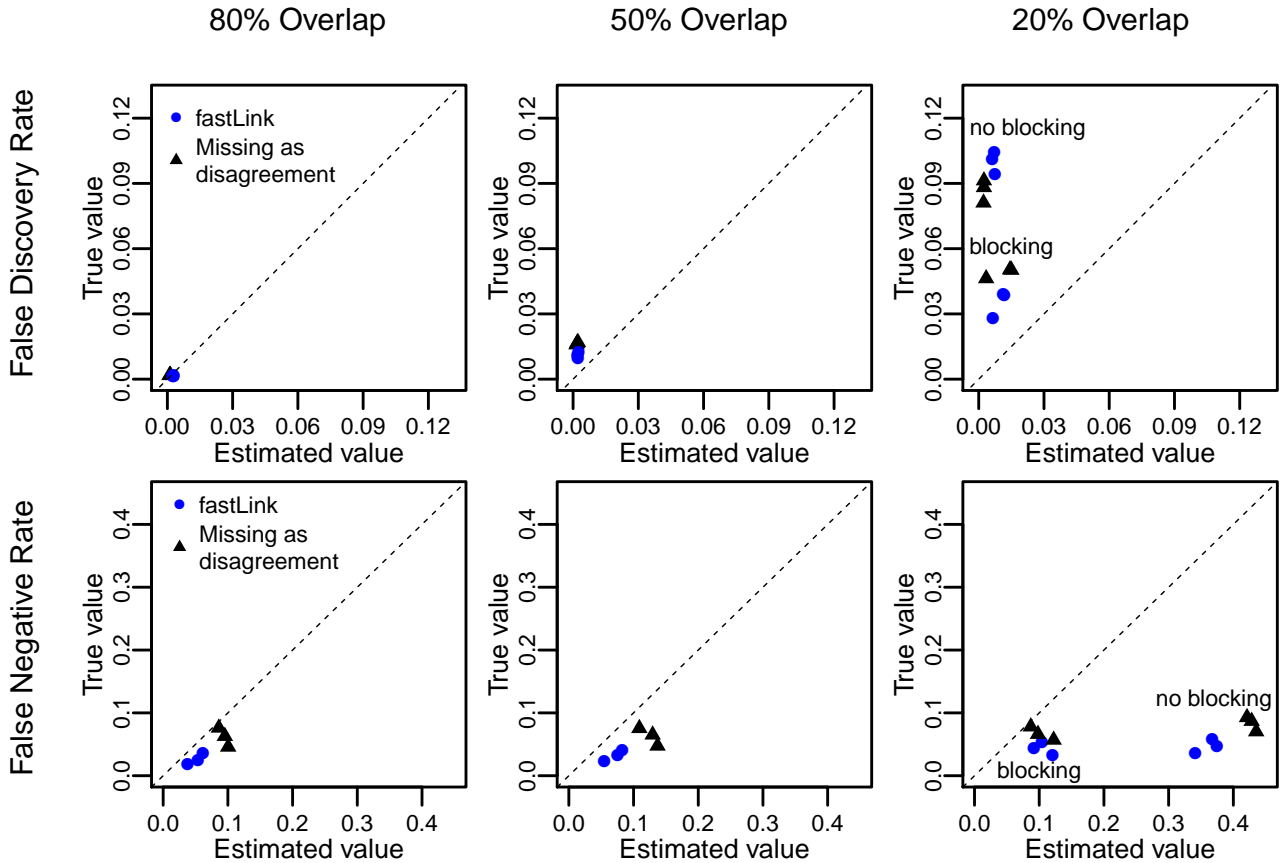 80% Overlap
50% Overlap
20% Overlap
False Discovery Rate
True value
0.00 0.03 0.06 0.09 0.12
fastLink
Missing as
disagreement
0.00 0.03 0.06 0.09 0.12
Estimated value
True value
0.00 0.03 0.06 0.09 0.12
0.00 0.03 0.06 0.09 0.12
Estimated value
True value
0.00 0.03 0.06 0.09 0.12
no blocking
blocking
0.00 0.03 0.06 0.09 0.12
Estimated value
False Negative Rate
True value
0.0 0.1 0.2 0.3 0.4
fastLink
Missing as
disagreement
0.0 0.1 0.2 0.3 0.4
Estimated value
True value
0.0 0.1 0.2 0.3 0.4
0.0 0.1 0.2 0.3 0.4
Estimated value
True value
0.0 0.1 0.2 0.3 0.4
no blocking
blocking
0.0 0.1 0.2 0.3 0.4
Estimated value